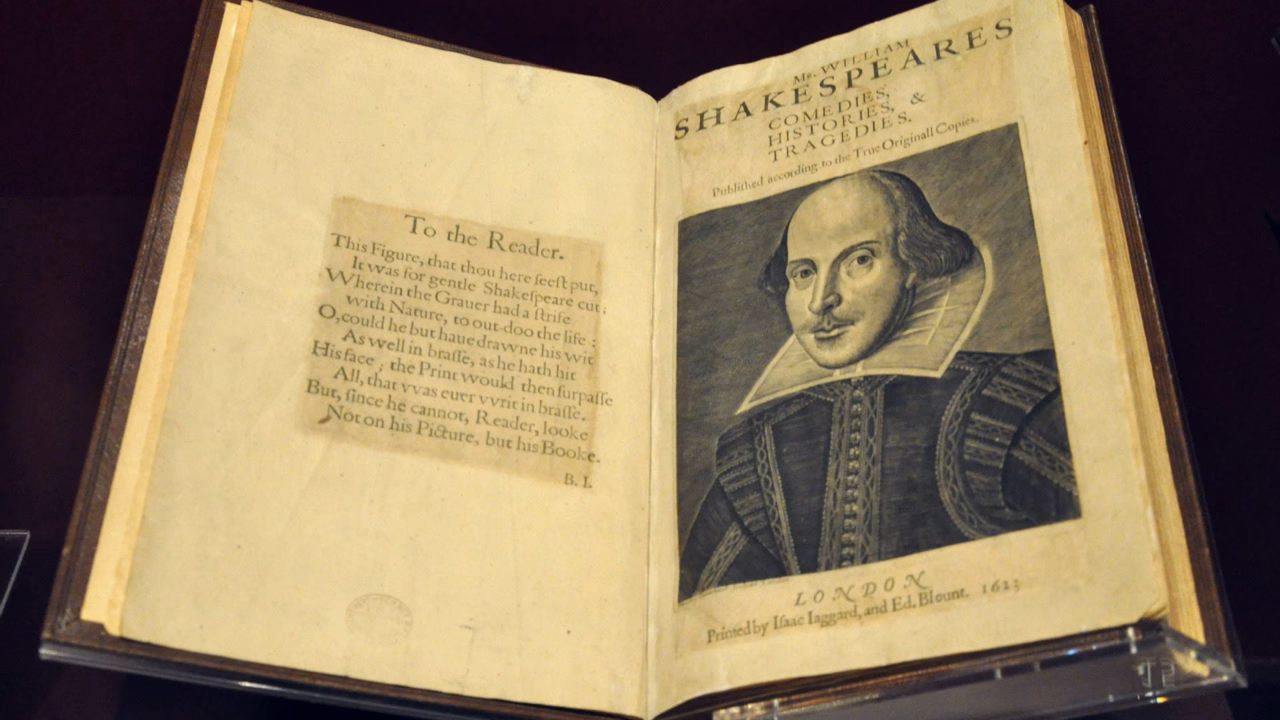 To the Reader.
This Figure, that thou here ſeeſt put,
It was for gentle Shakeſpeare cut;
Wherein the Grauer had a ſtrife
with Nature, to out-doo the life :
O, could he but haue drawne his wit
As well in braſſe, as he hath hit
His face ; the Print would then ſurpaſſe
All, that vvas euer vvrit in braſſe.
But, ſince he cannot, Reader, looke
Not on his Picture, but his Booke.
B. I.
Mr. WILLIAM
SHAKESPEARES
COMEDIES,
HISTORIES, &
TRAGEDIES.
Publiſhed according to the True Originall Copies.
LONDON
Printed by Iſaac Iaggard, and Ed. Blount. 1623